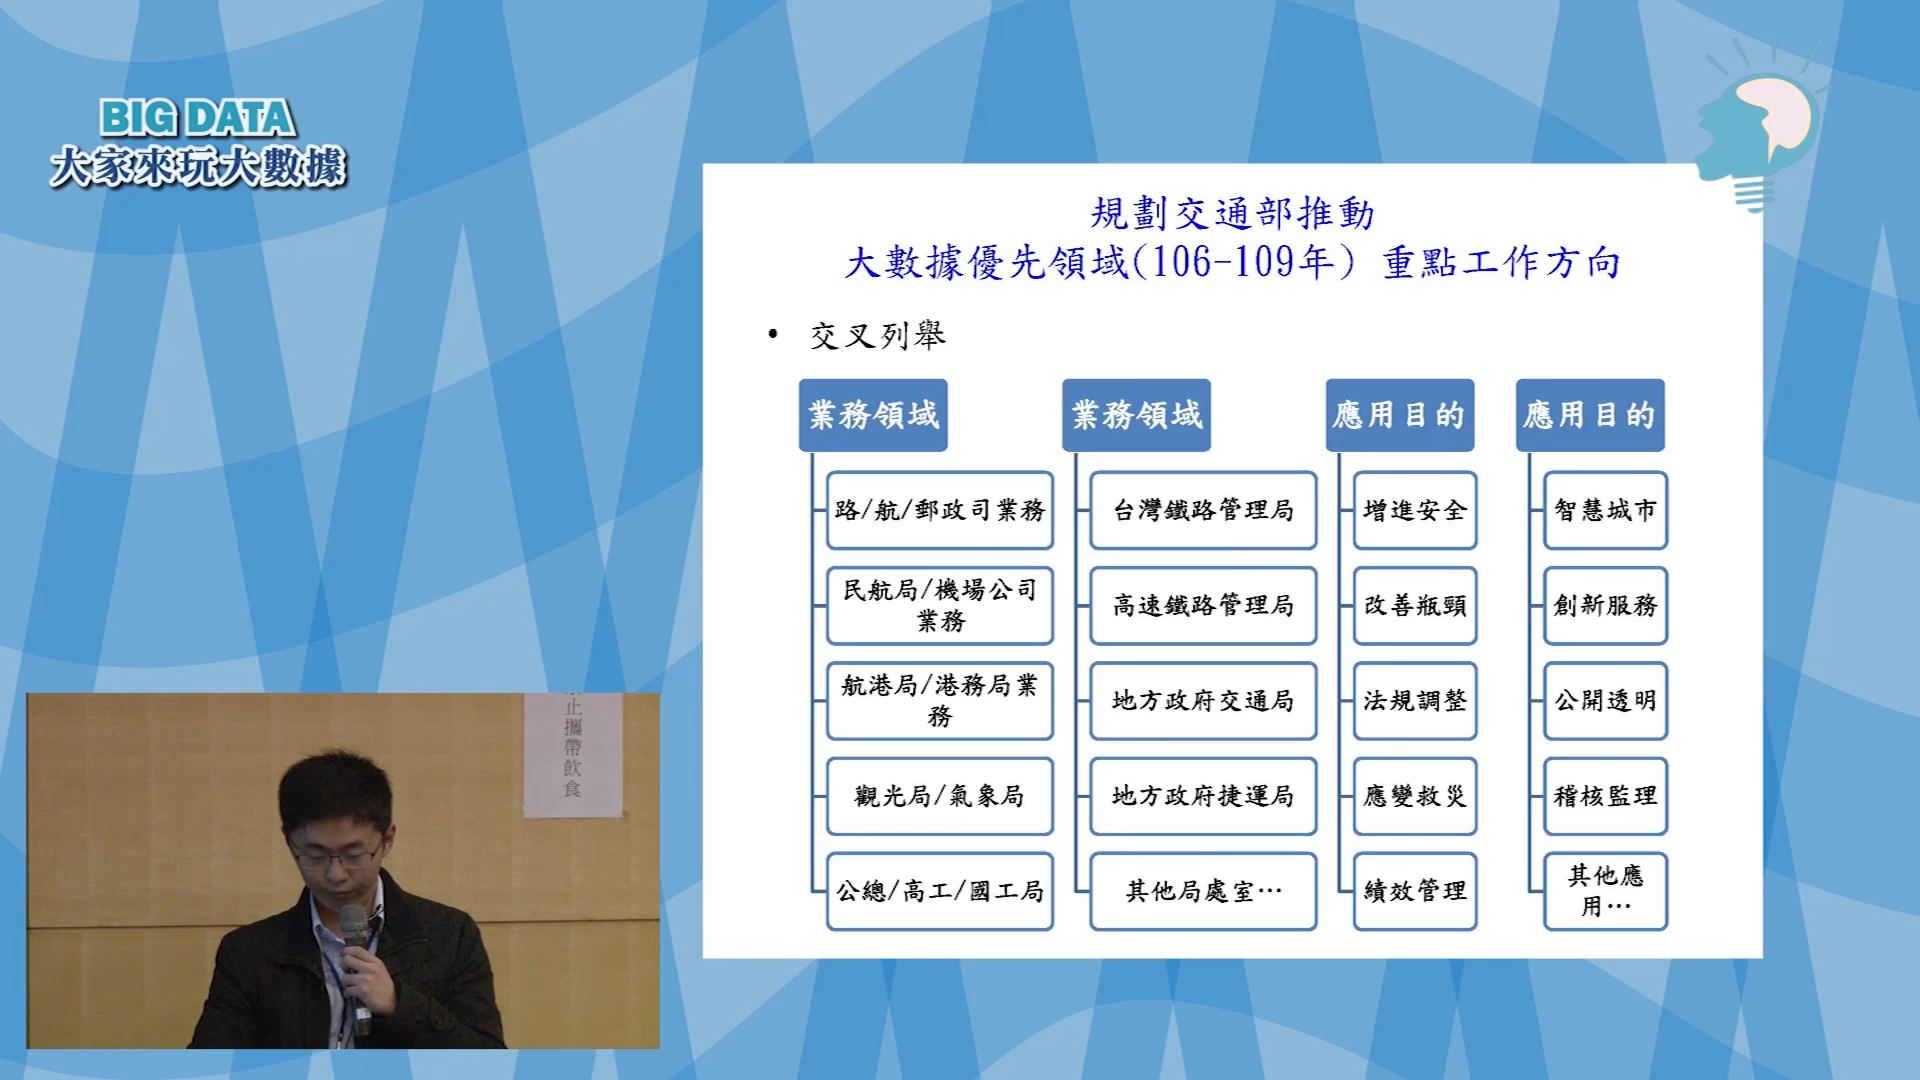 BIG DATA
大家來玩大數據
規劃交通部推動
大數據優先領域(106-109年) 重點工作方向
• 交叉列舉
業務領域
路/航/郵政司業務
民航局/機場公司
業務
航港局/港務局業
務
觀光局/氣象局
公總/高工/國工局
業務領域
台灣鐵路管理局
高速鐵路管理局
地方政府交通局
地方政府捷運局
其他局處室…
應用目的
增進安全
改善瓶頸
法規調整
應變救災
績效管理
應用目的
智慧城市
創新服務
公開透明
稽核監理
其他應
用…
止攜帶飲食